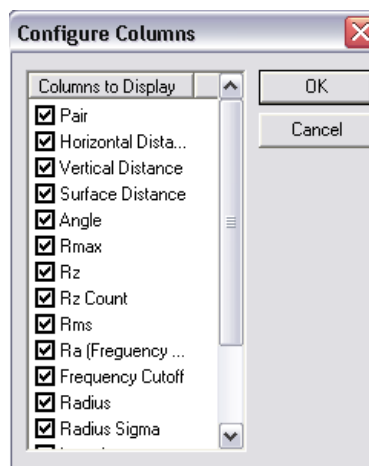 Configure Columns
Columns to Display
OK
Cancel
Pair
Horizontal Dista...
Vertical Distance
Surface Distance
Angle
Rmax
Rz
Rz Count
Rms
Ra (Freguency ...
Frequency Cutoff
Radius
Radius Sigma